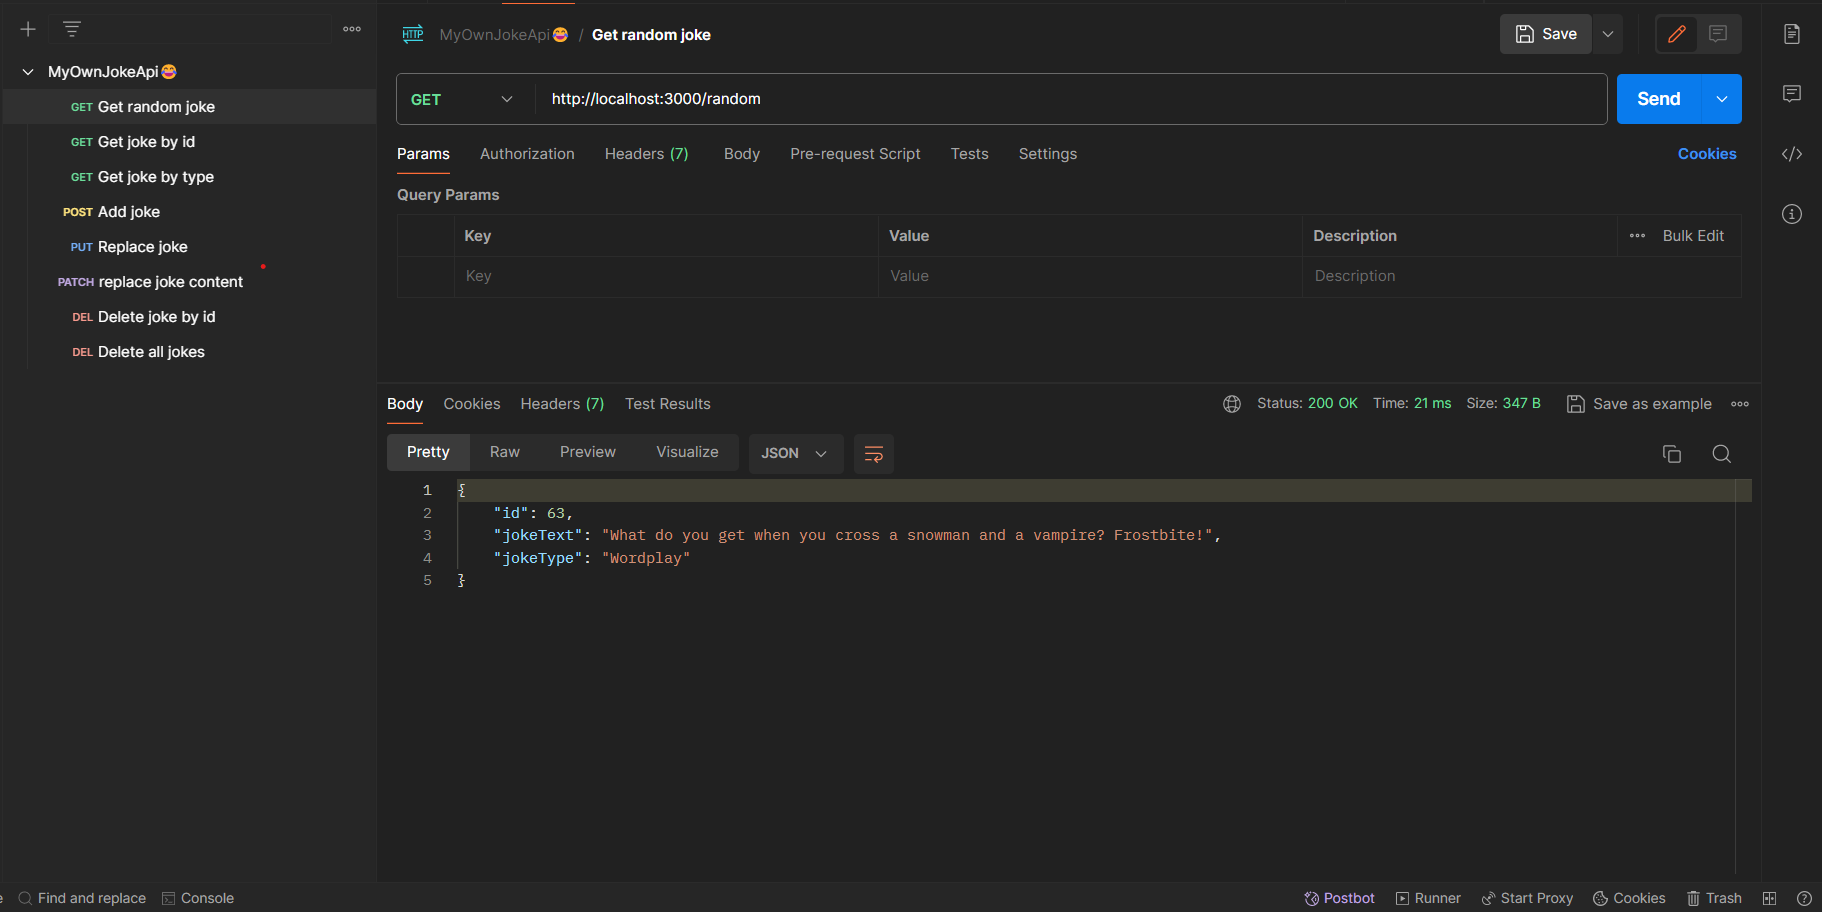 MyOwnJokeApi😂 / Get random joke
Save
MyOwnJokeApi😂
GET Get random joke
GET Get joke by id
GET Get joke by type
POST Add joke
PUT Replace joke
PATCH replace joke content
DEL Delete joke by id
DEL Delete all jokes
GET http://localhost:3000/random Send
Params Authorization Headers (7) Body Pre-request Script Tests Settings Cookies
Query Params
Key Value Description Bulk Edit
Key Value Description
Body Cookies Headers (7) Test Results Status: 200 OK Time: 21 ms Size: 347 B Save as example
Pretty Raw Preview Visualize JSON
1 {
2 "id": 63,
3 "jokeText": "What do you get when you cross a snowman and a vampire? Frostbite!",
4 "jokeType": "Wordplay"
5 }
Find and replace Console Postbot Runner Start Proxy Cookies Trash